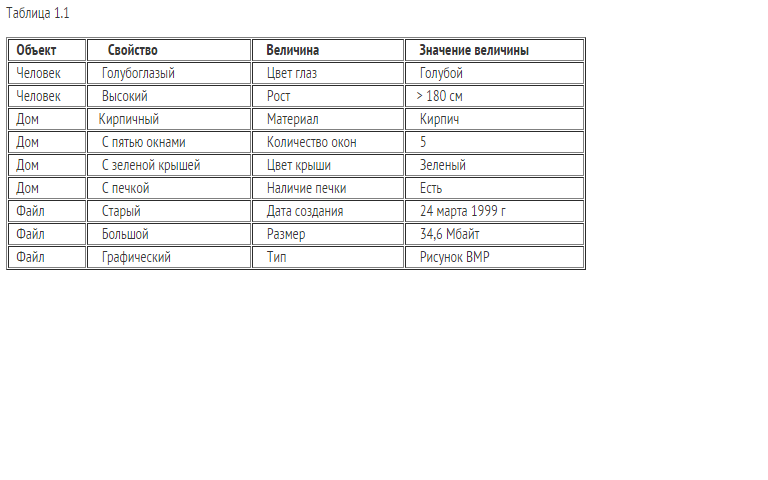 Таблица 1.1
Объект Свойство Величина Значение величины
Человек Голубоглазый Цвет глаз Голубой
Человек Высокий Рост > 180 см
Дом Кирпичный Материал Кирпич
Дом С пятью окнами Количество окон 5
Дом С зеленой крышей Цвет крыши Зеленый
Дом С печкой Наличие печки Есть
Файл Старый Дата создания 24 марта 1999 г
Файл Большой Размер 34,6 Мбайт
Файл Графический Тип Рисунок BMP